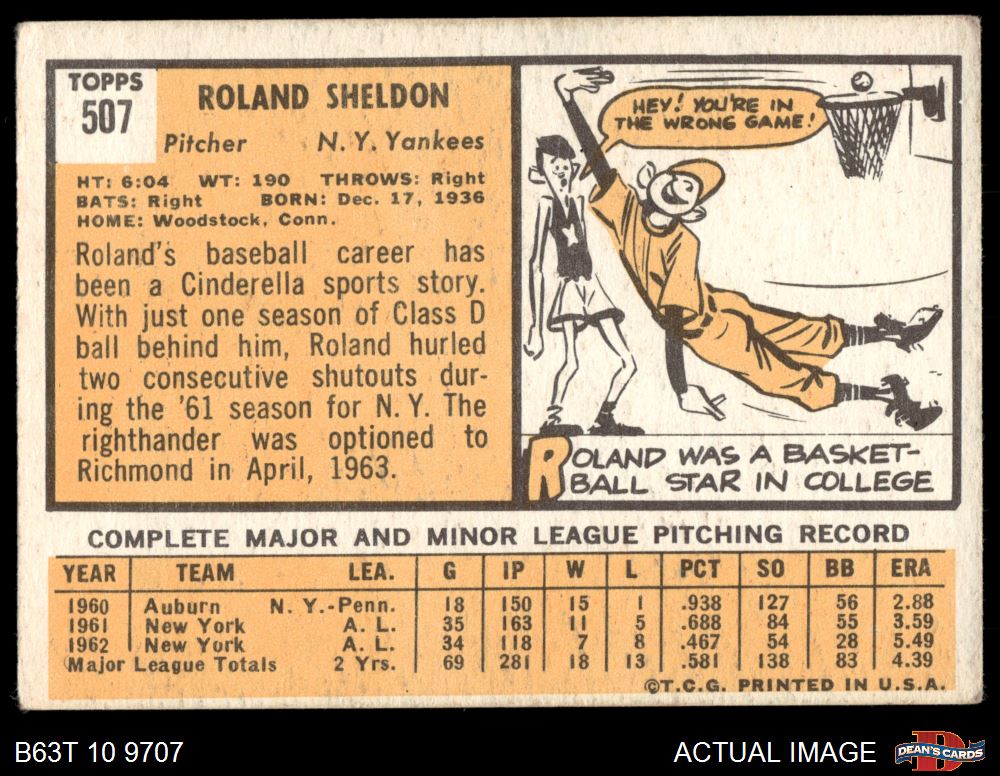 TOPPS
507
ROLAND SHELDON
Pitcher N. Y. Yankees
HT: 6:04 WT: 190 THROWS: Right
BATS: Right BORN: Dec. 17, 1936
HOME: Woodstock, Conn.
Roland's baseball career has
been a Cinderella sports story.
With just one season of Class D
ball behind him, Roland hurled
two consecutive shutouts dur-
ing the '61 season for N. Y. The
righthander was optioned to
Richmond in April, 1963.
HEY! YOU'RE IN
THE WRONG GAME!
ROLAND WAS A BASKET-
BALL STAR IN COLLEGE
COMPLETE MAJOR AND MINOR LEAGUE PITCHING RECORD
YEAR TEAM LEA. G IP W L PCT SO BB ERA
1960 Auburn N. Y.-Penn. 18 150 15 1 .938 127 56 2.88
1961 New York A. L. 35 163 11 5 .688 84 55 3.59
1962 New York A. L. 34 118 7 8 .467 54 28 5.49
Major League Totals 2 Yrs. 69 281 18 13 .581 138 83 4.39
©T.C.G. PRINTED IN U.S.A.
B63T 10 9707 ACTUAL IMAGE DEAN'S CARDS